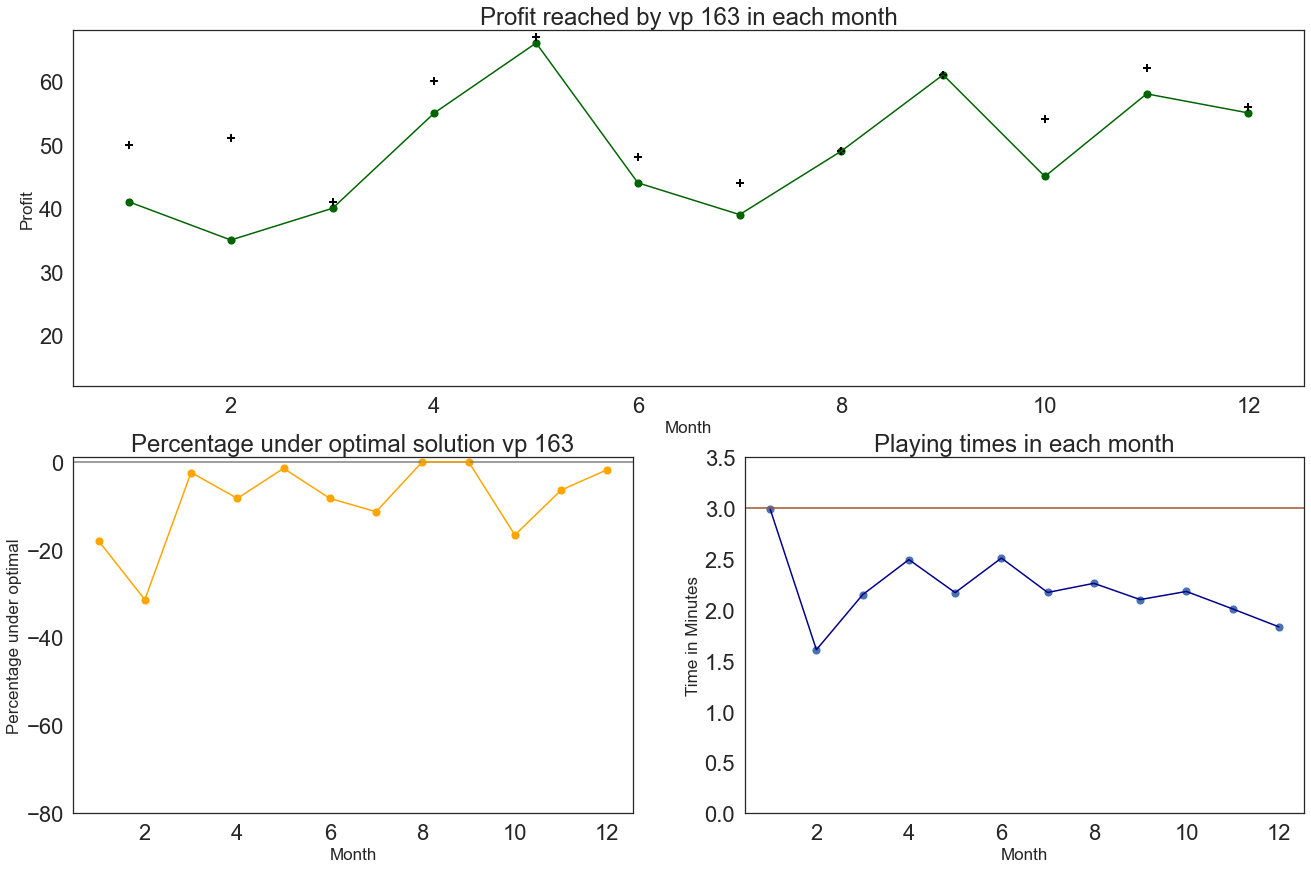 Profit reached by vp 163 in each month
Profit
60
50
40
30
20
2 4 6 8 10 12
Month
Percentage under optimal solution vp 163
Percentage under optimal
0
−20
−40
−60
−80
2 4 6 8 10 12
Month
Playing times in each month
Time in Minutes
3.5
3.0
2.5
2.0
1.5
1.0
0.5
0.0
2 4 6 8 10 12
Month